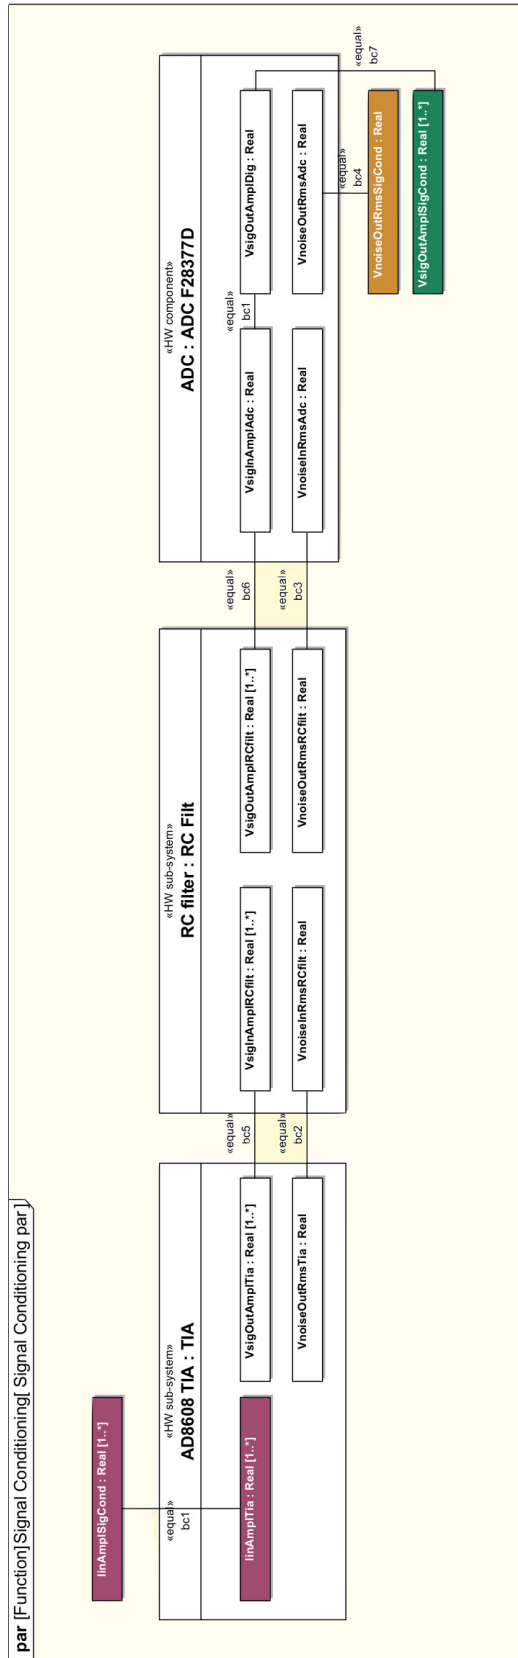 par [Function]Signal Conditioning[ Signal Conditioning par]
IinAmplSigCond : Real [1..*]
«equal»
bc1
«HW sub-system»
AD8608 TIA : TIA
IinAmplTia : Real [1..*]
VsigOutAmplTia : Real [1..*]
VnoiseOutRmsTia : Real
«equal»
bc5
«equal»
bc2
«HW sub-system»
RC filter : RC Filt
VsigInAmplRCfilt : Real [1..*]
VnoiseInRmsRCfilt : Real
VsigOutAmplRCfilt : Real [1..*]
VnoiseOutRmsRCfilt : Real
«equal»
bc6
«equal»
bc3
«HW component»
ADC : ADC F28377D
VsigInAmplAdc : Real
VnoiseInRmsAdc : Real
«equal»
bc1
VsigOutAmplDig : Real
VnoiseOutRmsAdc : Real
«equal»
bc4
«equal»
bc7
VnoiseOutRmsSigCond : Real
VsigOutAmplSigCond : Real [1..*]